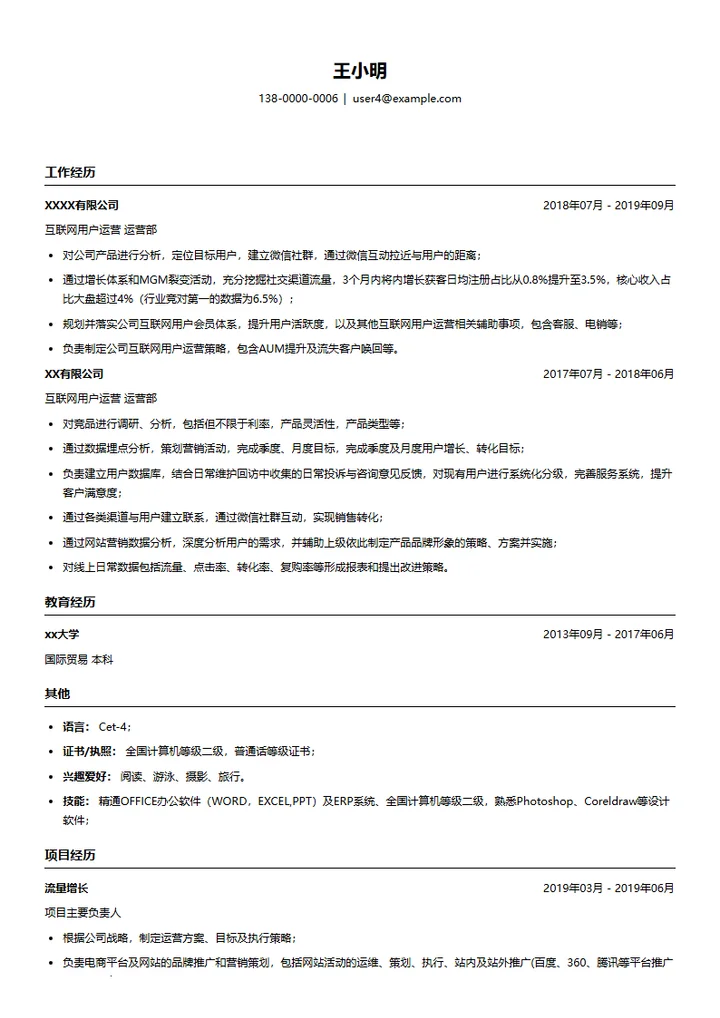 王小明
138-0000-0006 | user4@example.com
工作经历
XXXX有限公司 2018年07月 - 2019年09月
互联网用户运营 运营部
• 对公司产品进行分析，定位目标用户，建立微信社群，通过微信互动拉近与用户的距离；
• 通过增长体系和MGM裂变活动，充分挖掘社交渠道流量，3个月内将内增长获客日均注册占比从0.8%提升至3.5%，核心收入占
比大盘超过4%（行业竞对第一的数据为6.5%）；
• 规划并落实公司互联网用户会员体系，提升用户活跃度，以及其他互联网用户运营相关辅助事项，包含客服、电销等；
• 负责制定公司互联网用户运营策略，包含AUM提升及流失客户唤回等。
XX有限公司 2017年07月 - 2018年06月
互联网用户运营 运营部
• 对竞品进行调研、分析，包括但不限于利率，产品灵活性，产品类型等；
• 通过数据埋点分析，策划营销活动，完成季度、月度目标，完成季度及月度用户增长、转化目标；
• 负责建立用户数据库，结合日常维护回访中收集的日常投诉与咨询意见反馈，对现有用户进行系统化分级，完善服务系统，提升
客户满意度；
• 通过各类渠道与用户建立联系，通过微信社群互动，实现销售转化；
• 通过网站营销数据分析，深度分析用户的需求，并辅助上级依此制定产品品牌形象的策略、方案并实施；
• 对线上日常数据包括流量、点击率、转化率、复购率等形成报表和提出改进策略。
教育经历
xx大学 2013年09月 - 2017年06月
国际贸易 本科
其他
• 语言： Cet-4；
• 证书/执照： 全国计算机等级二级，普通话等级证书；
• 兴趣爱好： 阅读、游泳、摄影、旅行。
• 技能： 精通OFFICE办公软件（WORD，EXCEL,PPT）及ERP系统、全国计算机等级二级，熟悉Photoshop、Coreldraw等设计
软件；
项目经历
流量增长 2019年03月 - 2019年06月
项目主要负责人
• 根据公司战略，制定运营方案、目标及执行策略；
• 负责电商平台及网站的品牌推广和营销策划，包括网站活动的运维、策划、执行、站内及站外推广(百度、360、腾讯等平台推广